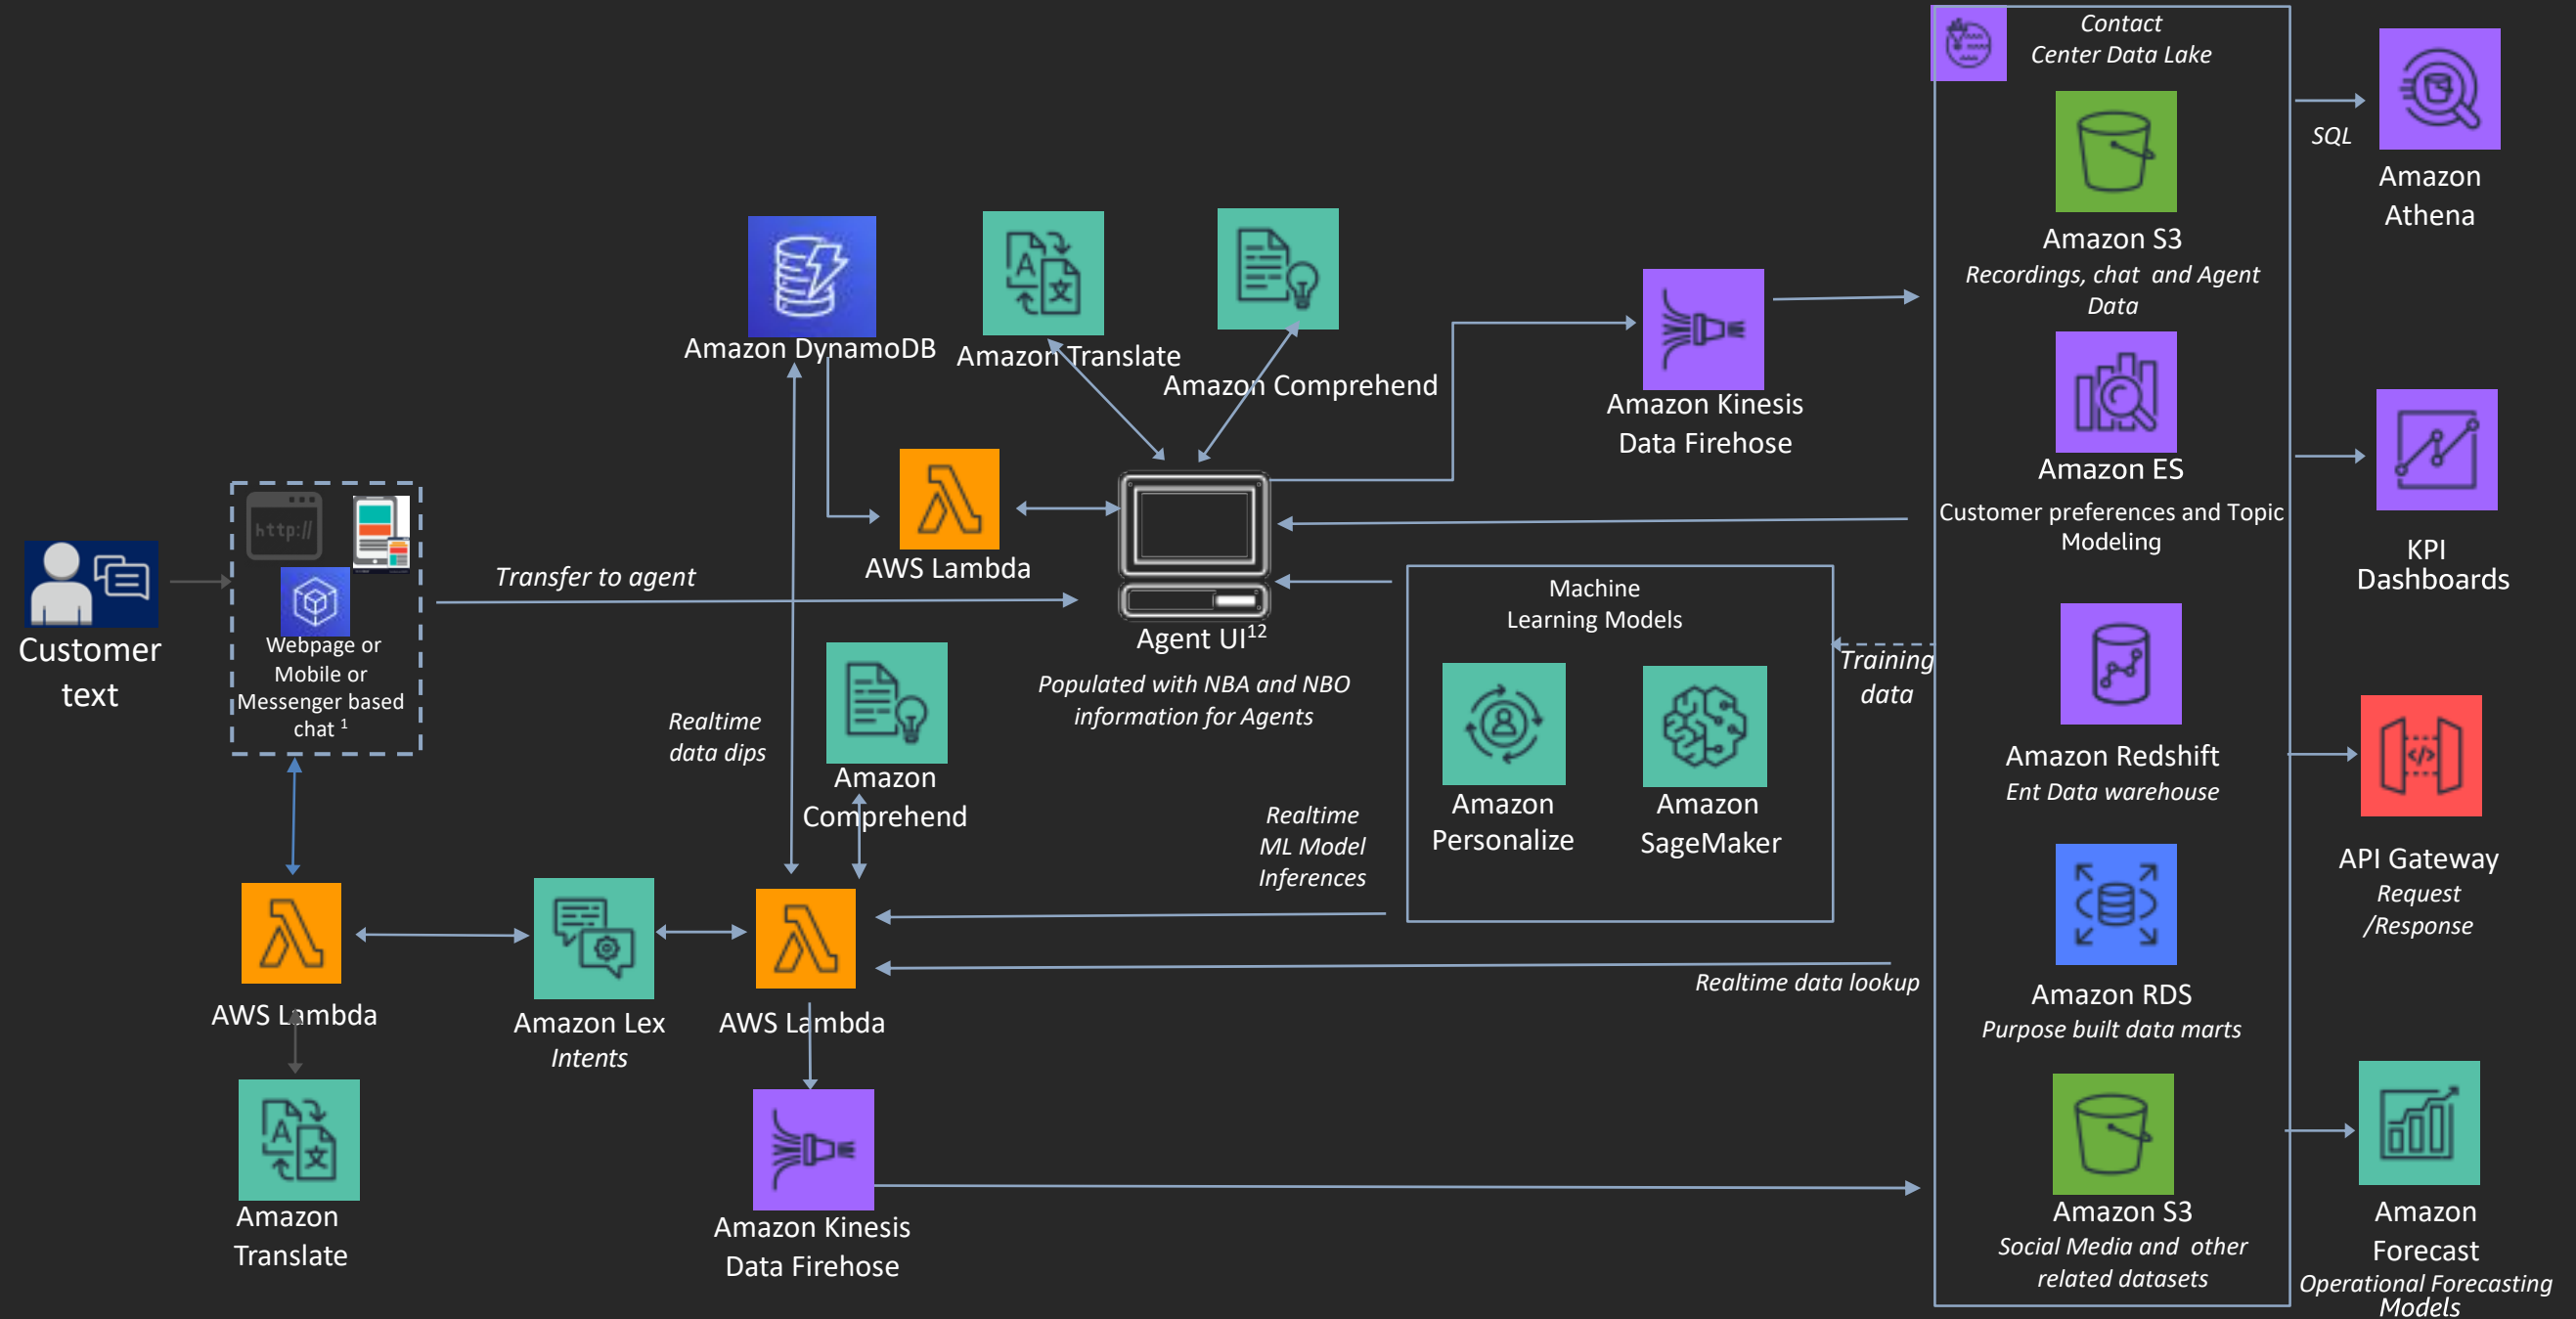 Customer
text
http://
Webpage or
Mobile or
Messenger based
chat 1
Transfer to agent
AWS Lambda
Amazon
Translate
Amazon Lex
Intents
AWS Lambda
Amazon Kinesis
Data Firehose
Realtime
data dips
Amazon
Comprehend
Amazon DynamoDB
Amazon Translate
Amazon Comprehend
AWS Lambda
Agent UI12
Populated with NBA and NBO
information for Agents
Amazon Kinesis
Data Firehose
Machine
Learning Models
Amazon
Personalize
Amazon
SageMaker
Realtime
ML Model
Inferences
Realtime data lookup
Training
data
Contact
Center Data Lake
Amazon S3
Recordings, chat and Agent
Data
Amazon ES
Customer preferences and Topic
Modeling
Amazon Redshift
Ent Data warehouse
Amazon RDS
Purpose built data marts
Amazon S3
Social Media and other
related datasets
SQL
Amazon
Athena
KPI
Dashboards
API Gateway
Request
/Response
Amazon
Forecast
Operational Forecasting
Models